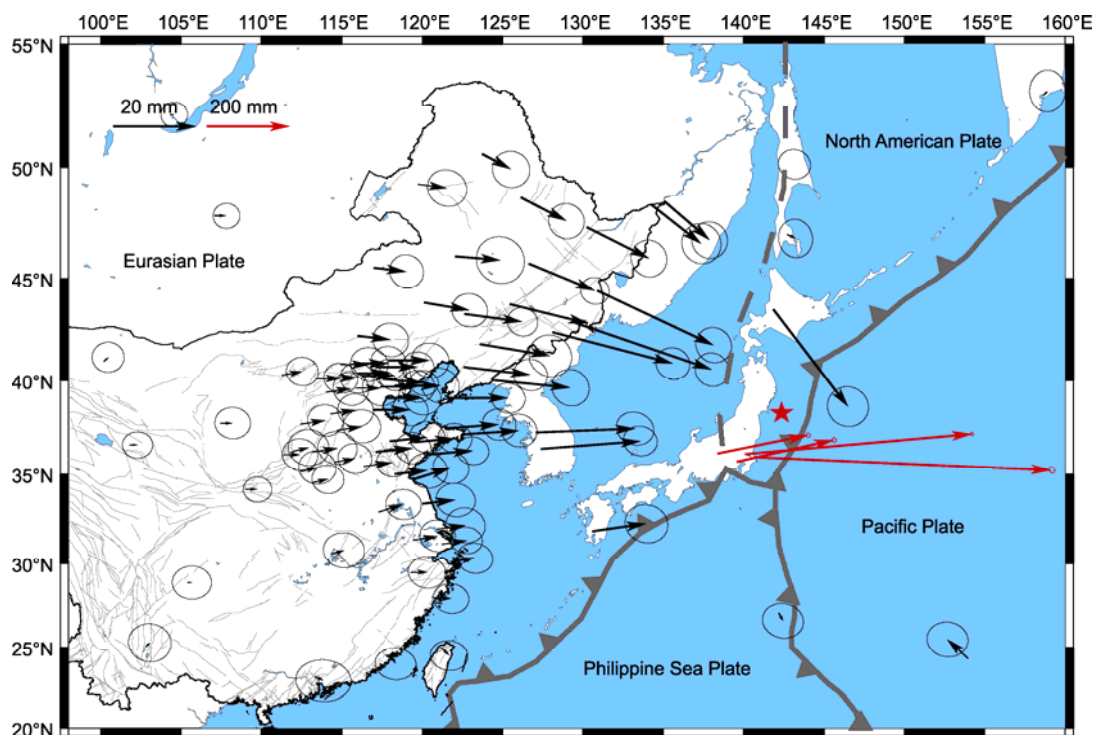 100°E 105°E 110°E 115°E 120°E 125°E 130°E 135°E 140°E 145°E 150°E 155°E 160°E
55°N
20 mm 200 mm
North American Plate
50°N
Eurasian Plate
45°N
40°N
35°N
Pacific Plate
30°N
25°N
Philippine Sea Plate
20°N